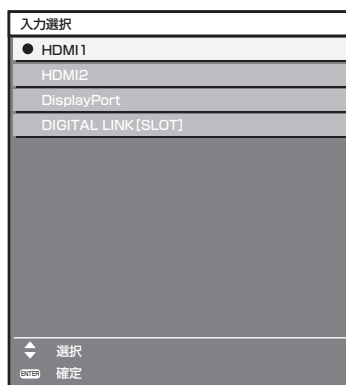 入力選択
HDMI1
HDMI2
DisplayPort
DIGITAL LINK[SLOT]
選択
ENTER 確定